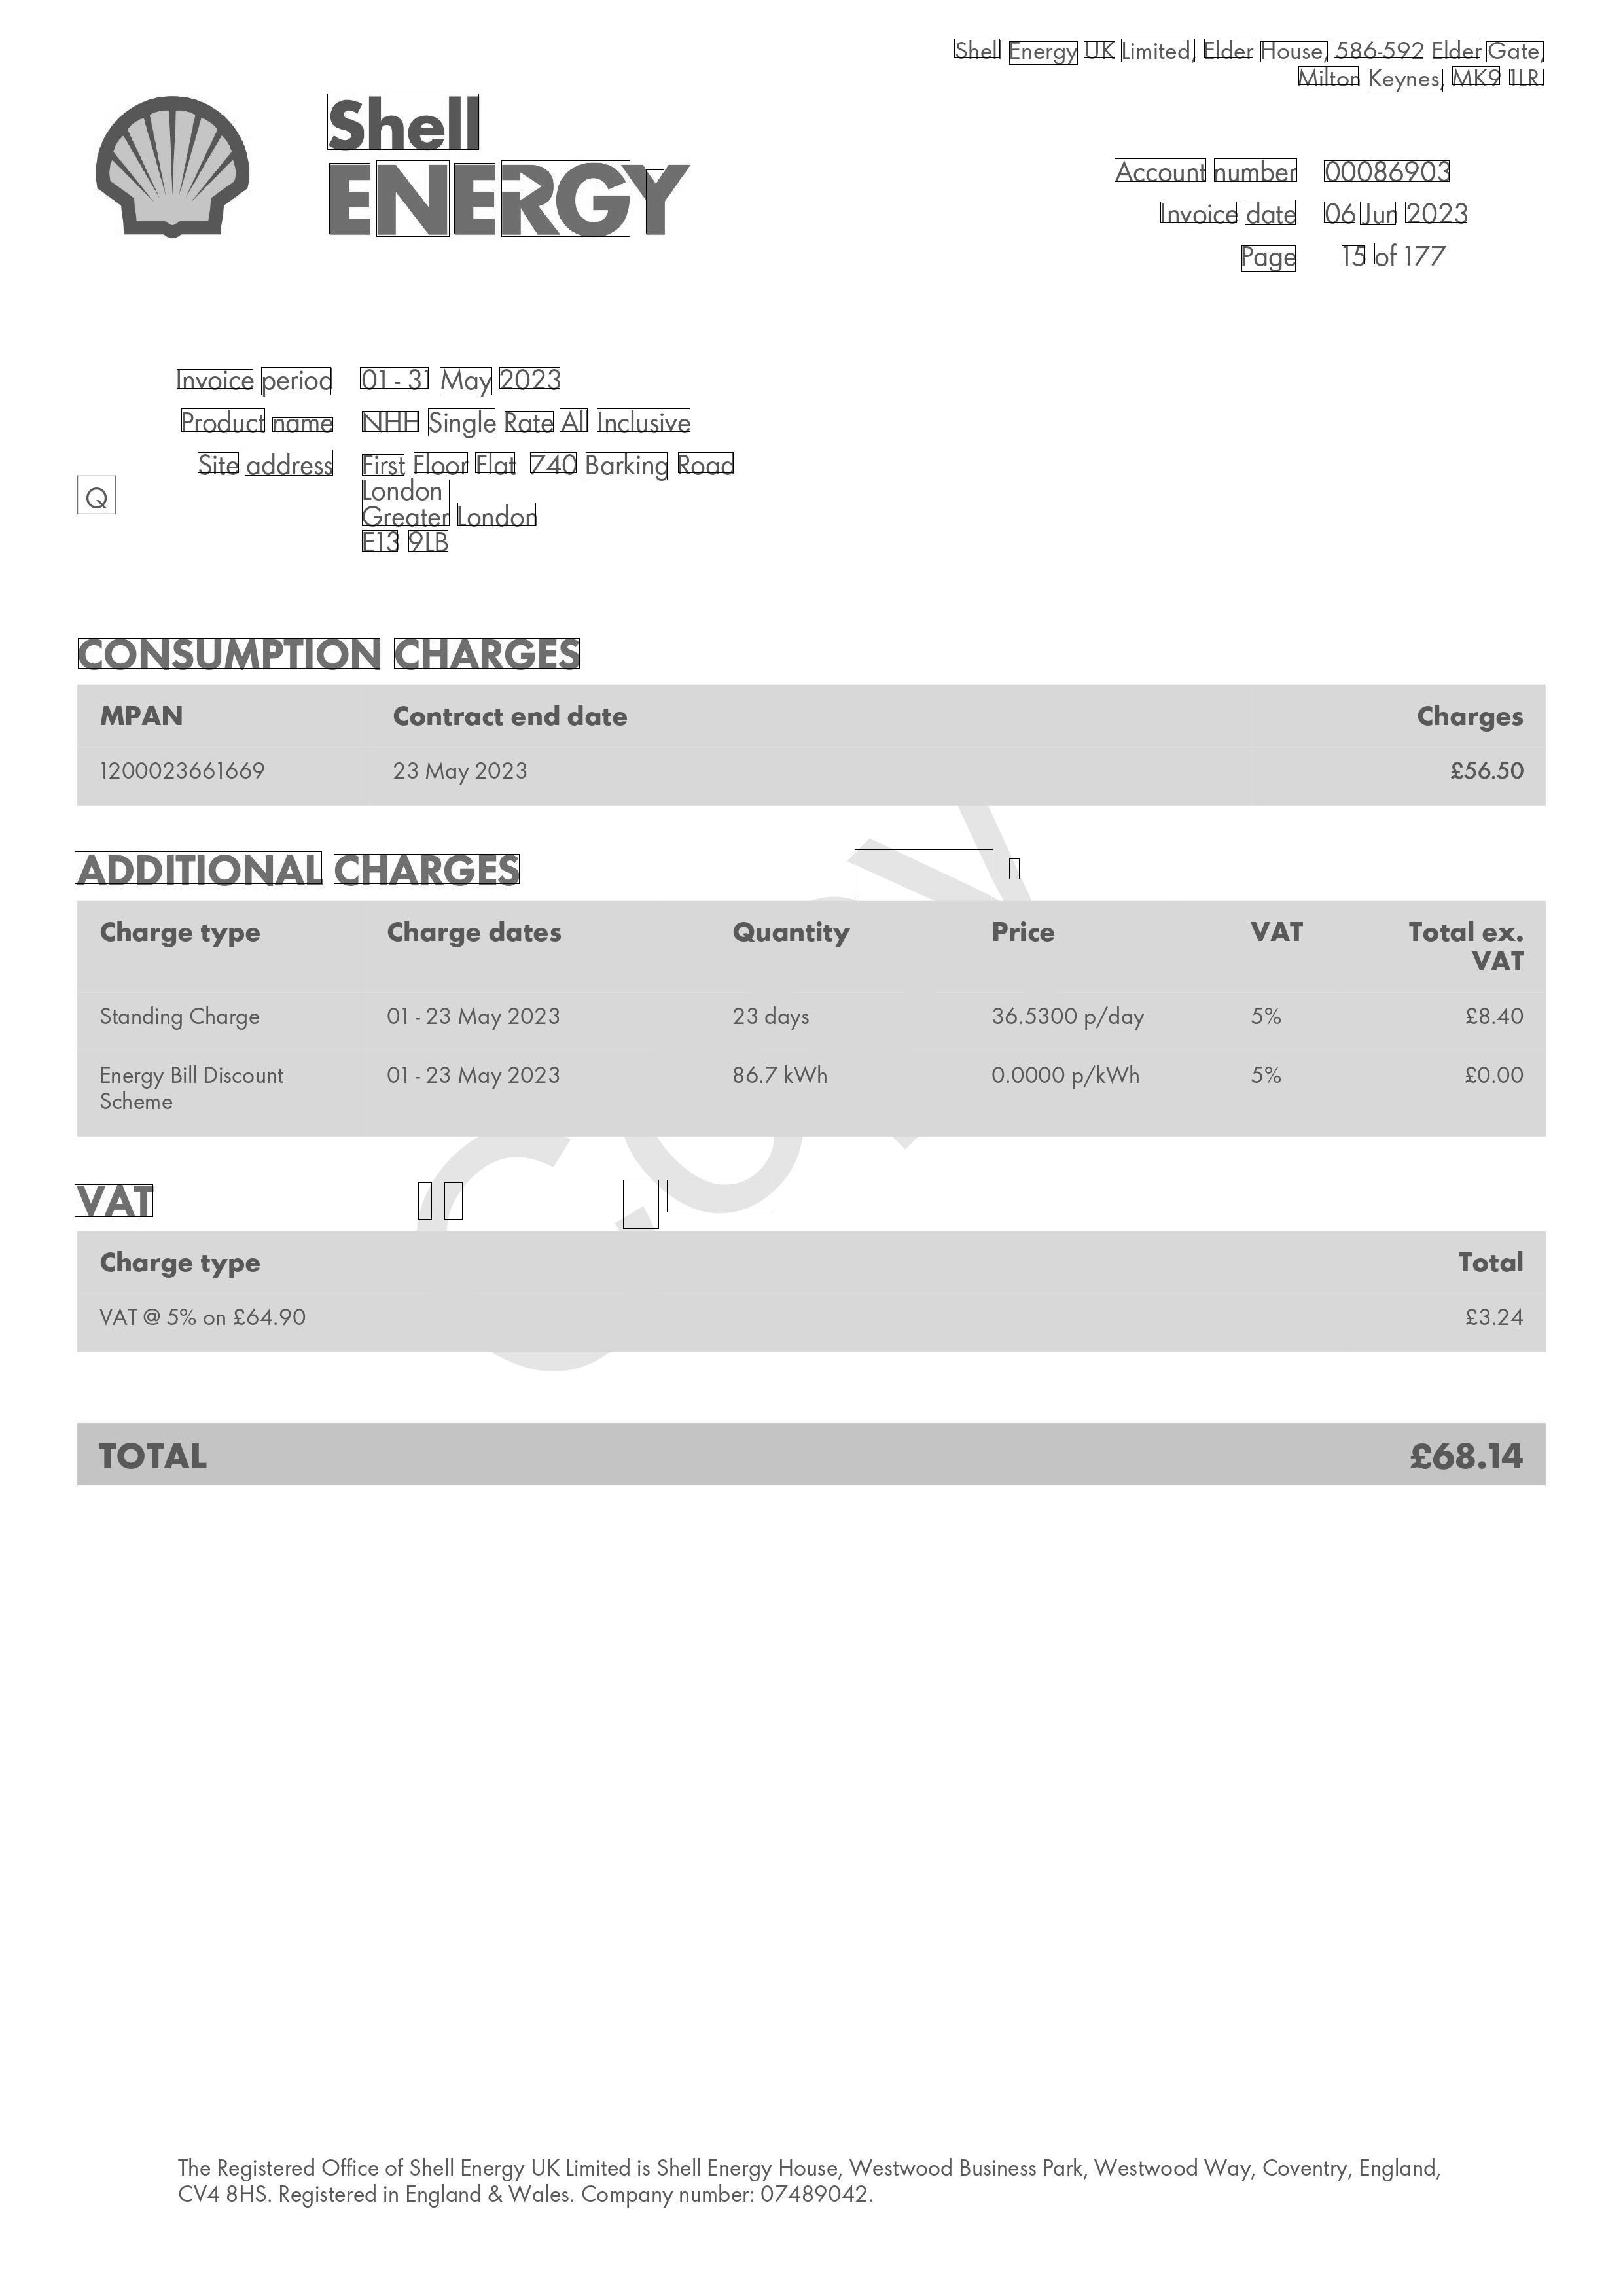 Shell Energy UK Limited, Elder House, 586-592 Elder Gate,
Milton Keynes, MK9 1LR.
Shell
ENERGY
Account number 00086903
Invoice date 06 Jun 2023
Page 15 of 177
Invoice period 01 - 31 May 2023
Product name NHH Single Rate All Inclusive
Site address First Floor Flat 740 Barking Road
London
Greater London
E13 9LB
Q
CONSUMPTION CHARGES
MPAN Contract end date Charges
1200023661669 23 May 2023 £56.50
ADDITIONAL CHARGES
Charge type Charge dates Quantity Price VAT Total ex.
VAT
Standing Charge 01 - 23 May 2023 23 days 36.5300 p/day 5% £8.40
Energy Bill Discount 01 - 23 May 2023 86.7 kWh 0.0000 p/kWh 5% £0.00
Scheme
VAT
Charge type Total
VAT @ 5% on £64.90 £3.24
TOTAL £68.14
The Registered Office of Shell Energy UK Limited is Shell Energy House, Westwood Business Park, Westwood Way, Coventry, England,
CV4 8HS. Registered in England & Wales. Company number: 07489042.